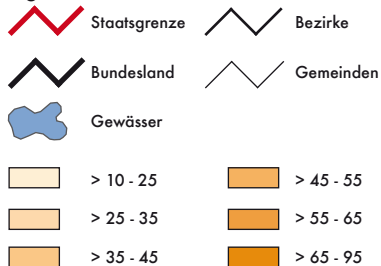 Staatsgrenze
Bezirke
Bundesland
Gemeinden
Gewässer
> 10 - 25
> 45 - 55
> 25 - 35
> 55 - 65
> 35 - 45
> 65 - 95